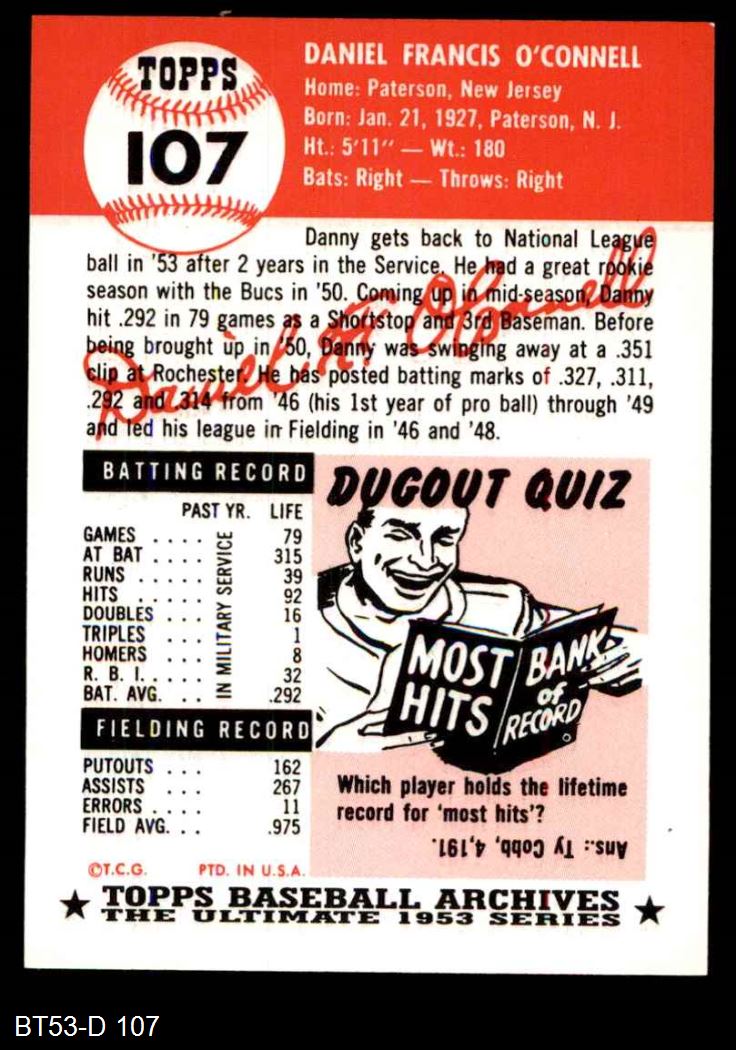 TOPPS
107
DANIEL FRANCIS O'CONNELL
Home: Paterson, New Jersey
Born: Jan. 21, 1927, Paterson, N. J.
Ht.: 5'11" — Wt.: 180
Bats: Right — Throws: Right
Danny gets back to National League
ball in '53 after 2 years in the Service. He had a great rookie
season with the Bucs in '50. Coming up in mid-season, Danny
hit .292 in 79 games as a Shortstop and 3rd Baseman. Before
being brought up in '50, Danny was swinging away at a .351
clip at Rochester. He has posted batting marks of .327, .311,
.292 and .314 from '46 (his 1st year of pro ball) through '49
and led his league in Fielding in '46 and '48.
Daniel F. O'Connell
BATTING RECORD
PAST YR. LIFE
GAMES . . . . 79
AT BAT . . . . 315
RUNS . . . . . 39
HITS . . . . . 92
DOUBLES . . . 16
TRIPLES . . . 1
HOMERS . . . 8
R. B. I. . . . . . 32
BAT. AVG. . . . .292
IN MILITARY SERVICE
FIELDING RECORD
PUTOUTS . . . 162
ASSISTS . . . 267
ERRORS . . . . 11
FIELD AVG. . . .975
DUGOUT QUIZ
MOST HITS
BANK of RECORD
Which player holds the lifetime
record for 'most hits'?
Ans.: Ty Cobb, 4,191.
©T.C.G. PTD. IN U.S.A.
★ TOPPS BASEBALL ARCHIVES ★
THE ULTIMATE 1953 SERIES
BT53-D 107